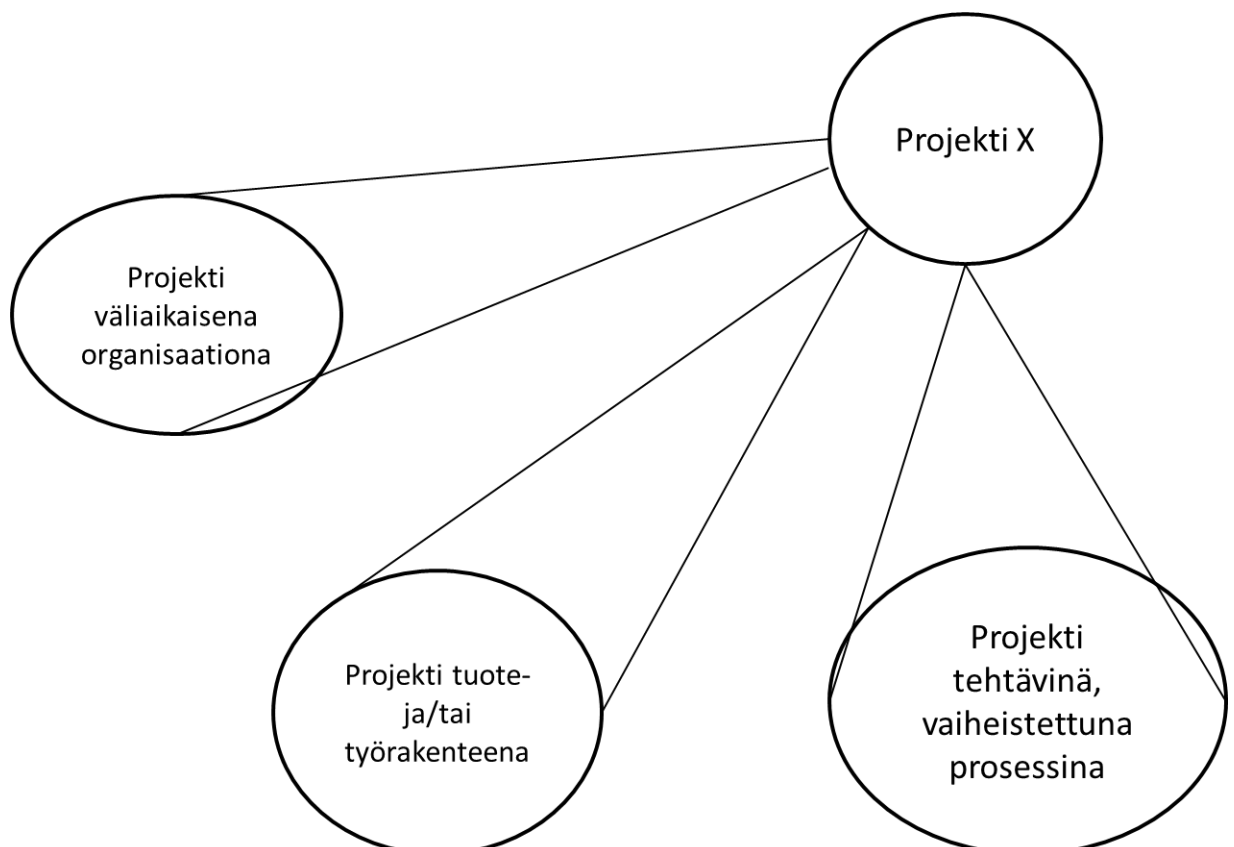 Projekti X
Projekti
väliaikaisena
organisaationa
Projekti tuote-
ja/tai
työrakenteena
Projekti
tehtävinä,
vaiheistettuna
prosessina